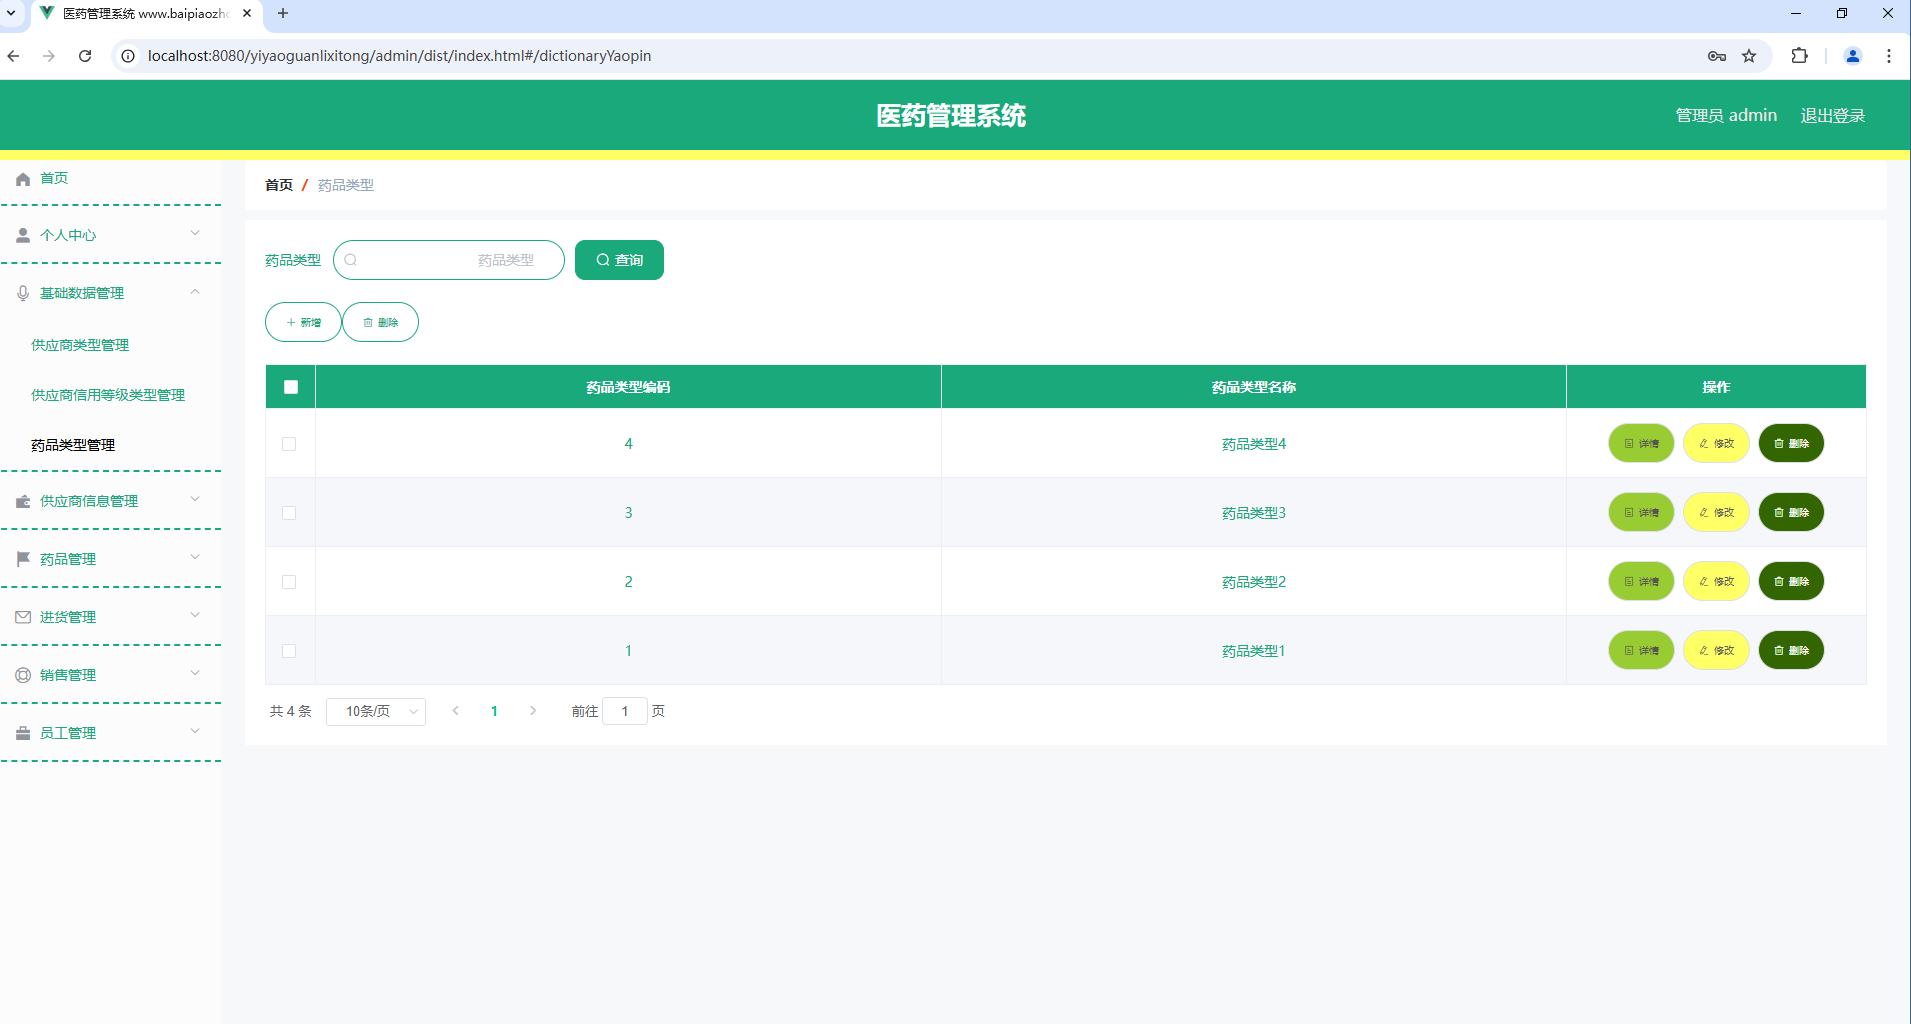 医药管理系统 www.baipiaozh
localhost:8080/yiyaoguanlixitong/admin/dist/index.html#/dictionaryYaopin
医药管理系统
管理员 admin 退出登录
首页
个人中心
基础数据管理
供应商类型管理
供应商信用等级类型管理
药品类型管理
供应商信息管理
药品管理
进货管理
销售管理
员工管理
首页 / 药品类型
药品类型 药品类型 查询
新增 删除
药品类型编码 药品类型名称 操作
4 药品类型4 详情 修改 删除
3 药品类型3 详情 修改 删除
2 药品类型2 详情 修改 删除
1 药品类型1 详情 修改 删除
共 4 条 10条/页 1 前往 1 页